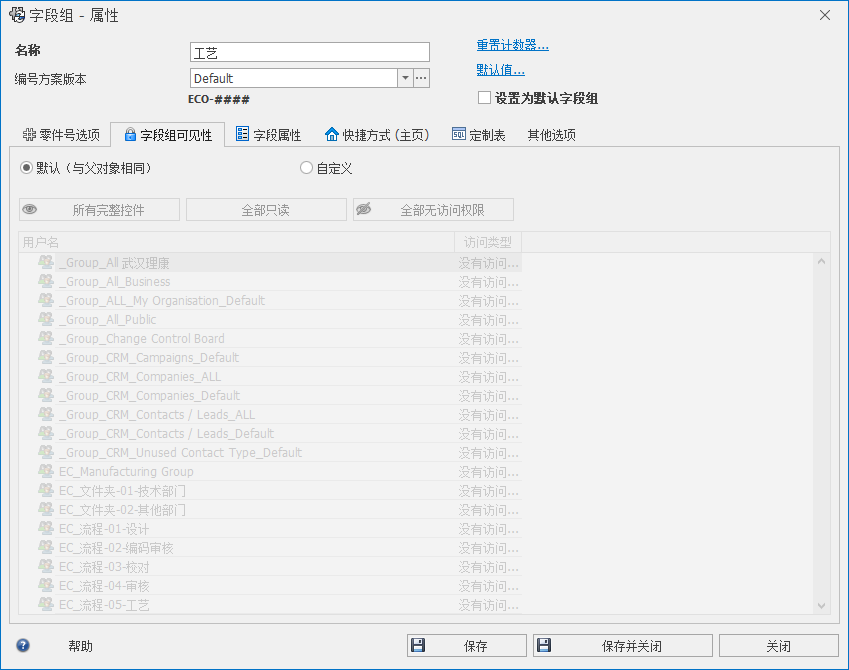 字段组 - 属性
名称
工艺
重置计数器...
编号方案版本
Default
默认值...
ECO-####
设置为默认字段组
零件号选项
字段组可见性
字段属性
快捷方式 (主页)
SQL 定制表
其他选项
默认（与父对象相同）
自定义
所有完整控件
全部只读
全部无访问权限
用户名 访问类型
_Group_All 武汉理康 没有访问...
_Group_All_Business 没有访问...
_Group_ALL_My Organisation_Default 没有访问...
_Group_All_Public 没有访问...
_Group_Change Control Board 没有访问...
_Group_CRM_Campaigns_Default 没有访问...
_Group_CRM_Companies_ALL 没有访问...
_Group_CRM_Companies_Default 没有访问...
_Group_CRM_Contacts / Leads_ALL 没有访问...
_Group_CRM_Contacts / Leads_Default 没有访问...
_Group_CRM_Unused Contact Type_Default 没有访问...
EC_Manufacturing Group 没有访问...
EC_文件夹-01-技术部门 没有访问...
EC_文件夹-02-其他部门 没有访问...
EC_流程-01-设计 没有访问...
EC_流程-02-编码审核 没有访问...
EC_流程-03-校对 没有访问...
EC_流程-04-审核 没有访问...
EC_流程-05-工艺 没有访问...
帮助
保存
保存并关闭
关闭